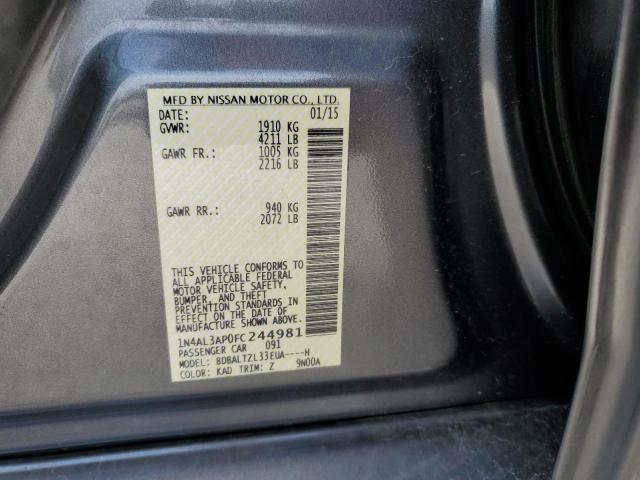 MFD BY NISSAN MOTOR CO., LTD.
DATE: 01/15
GVWR: 1910 KG
4211 LB
GAWR FR.: 1005 KG
2216 LB
GAWR RR.: 940 KG
2072 LB
THIS VEHICLE CONFORMS TO
ALL APPLICABLE FEDERAL
MOTOR VEHICLE SAFETY,
BUMPER, AND THEFT
PREVENTION STANDARDS IN
EFFECT ON THE DATE OF
MANUFACTURE SHOWN ABOVE.
1N4AL3AP0FC244981
PASSENGER CAR 091
MODEL: BDBALTZL33EUA----H
COLOR: KAD TRIM: Z 9N00A